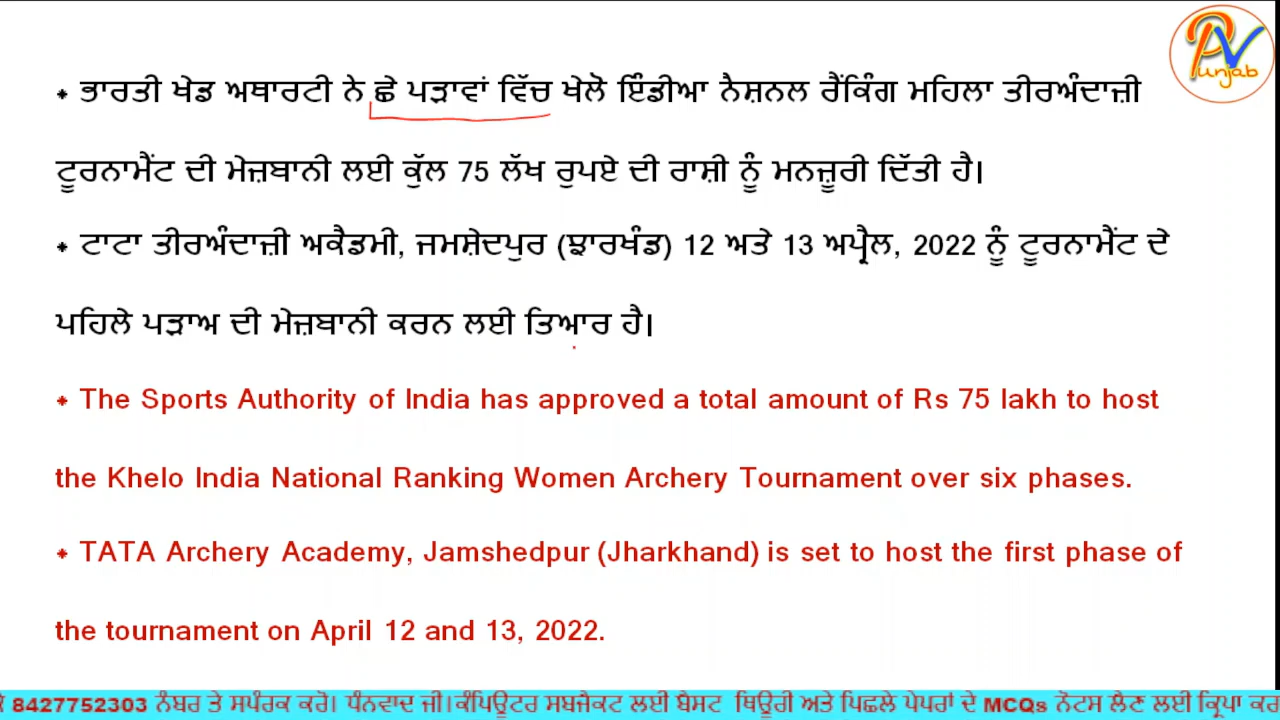 PV
unjab
• ਭਾਰਤੀ ਖੇਡ ਅਥਾਰਟੀ ਨੇ ਛੇ ਪੜਾਵਾਂ ਵਿੱਚ ਖੇਲੋ ਇੰਡੀਆ ਨੈਸ਼ਨਲ ਰੈਂਕਿੰਗ ਮਹਿਲਾ ਤੀਰਅੰਦਾਜ਼ੀ
ਟੂਰਨਾਮੈਂਟ ਦੀ ਮੇਜ਼ਬਾਨੀ ਲਈ ਕੁੱਲ 75 ਲੱਖ ਰੁਪਏ ਦੀ ਰਾਸ਼ੀ ਨੂੰ ਮਨਜ਼ੂਰੀ ਦਿੱਤੀ ਹੈ।
• ਟਾਟਾ ਤੀਰਅੰਦਾਜ਼ੀ ਅਕੈਡਮੀ, ਜਮਸ਼ੇਦਪੁਰ (ਝਾਰਖੰਡ) 12 ਅਤੇ 13 ਅਪ੍ਰੈਲ, 2022 ਨੂੰ ਟੂਰਨਾਮੈਂਟ ਦੇ
ਪਹਿਲੇ ਪੜਾਅ ਦੀ ਮੇਜ਼ਬਾਨੀ ਕਰਨ ਲਈ ਤਿਆਰ ਹੈ।
• The Sports Authority of India has approved a total amount of Rs 75 lakh to host
the Khelo India National Ranking Women Archery Tournament over six phases.
• TATA Archery Academy, Jamshedpur (Jharkhand) is set to host the first phase of
the tournament on April 12 and 13, 2022.
8427752303 ਨੰਬਰ ਤੇ ਸਪੰਰਕ ਕਰੋ। ਧੰਨਵਾਦ ਜੀ।ਕੰਪਿਊਟਰ ਸਬਜੈਕਟ ਲਈ ਬੈਸਟ ਥਿਊਰੀ ਅਤੇ ਪਿਛਲੇ ਪੇਪਰਾਂ ਦੇ MCQs ਨੋਟਸ ਲੈਣ ਲਈ ਕ੍ਰਿਪਾ ਕਰ